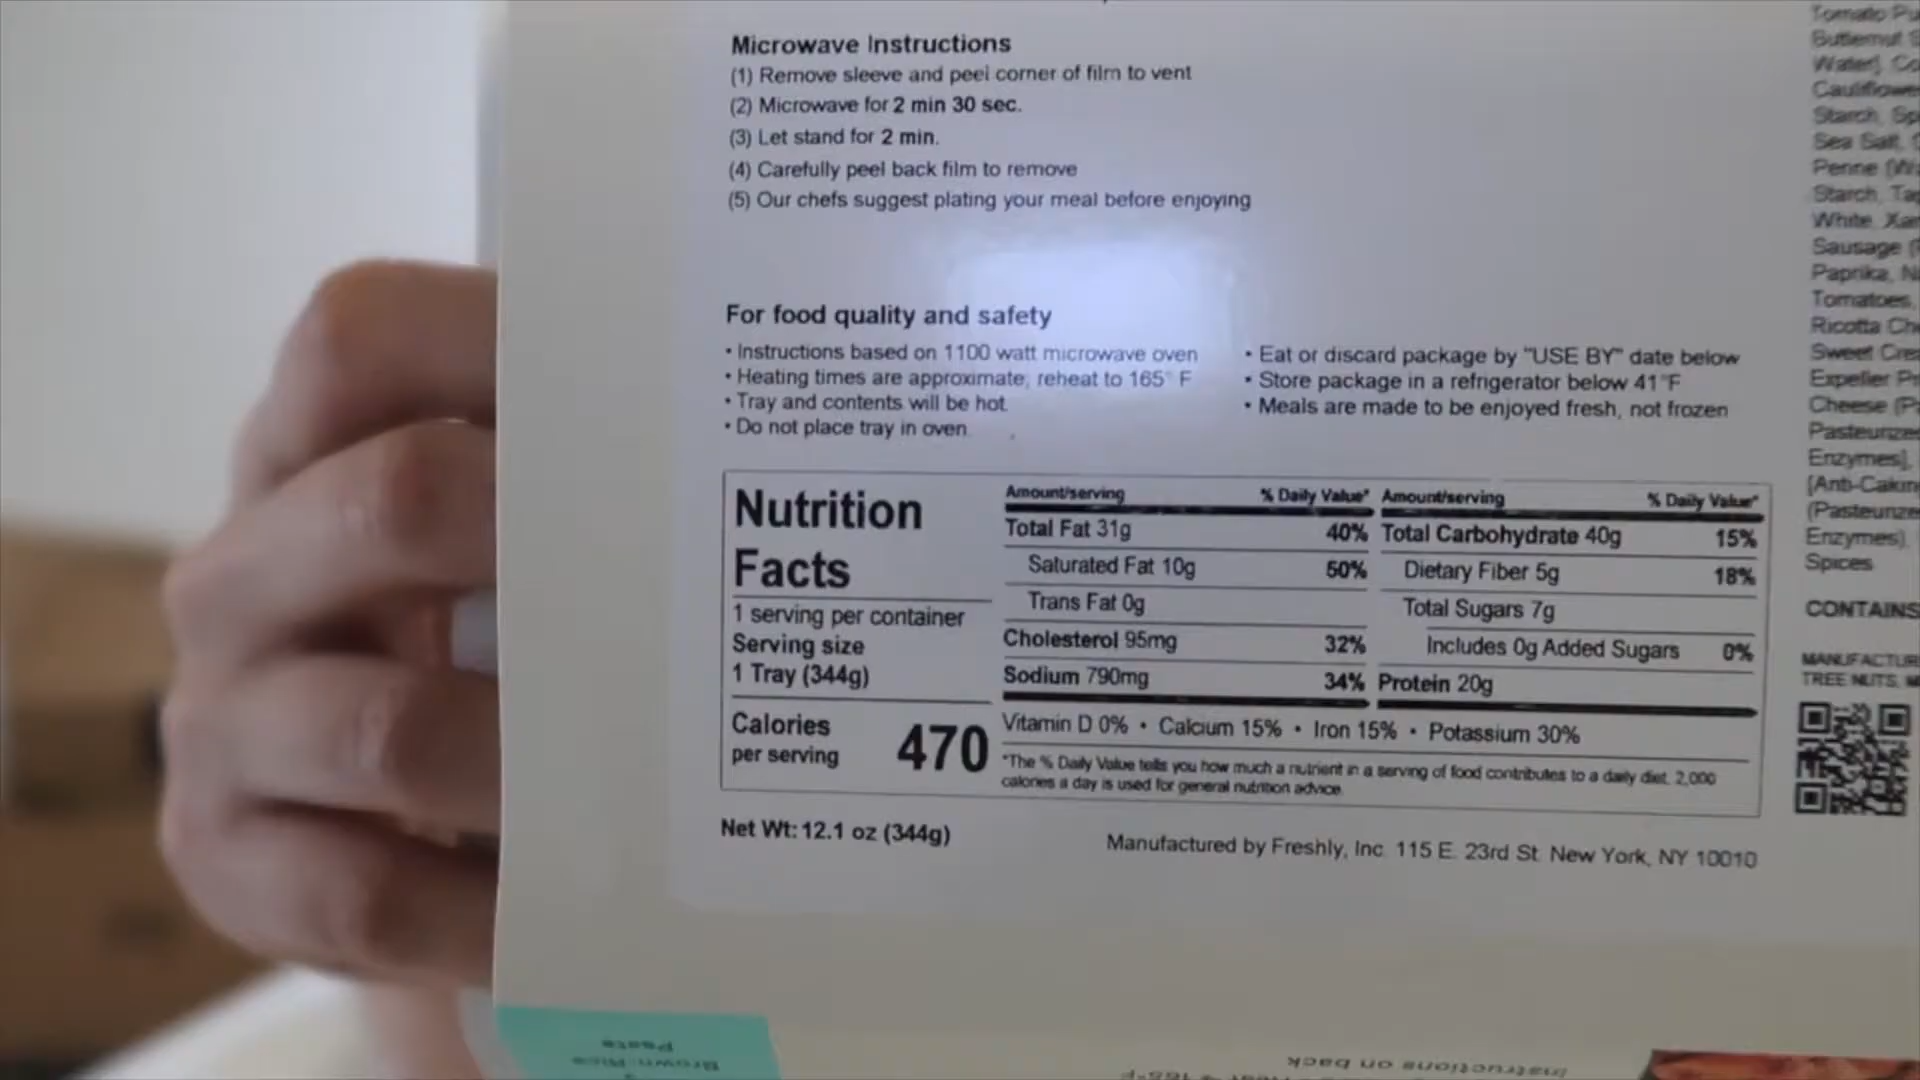 Microwave Instructions
(1) Remove sleeve and peel corner of film to vent
(2) Microwave for 2 min 30 sec.
(3) Let stand for 2 min.
(4) Carefully peel back film to remove
(5) Our chefs suggest plating your meal before enjoying
For food quality and safety
• Instructions based on 1100 watt microwave oven
• Heating times are approximate, reheat to 165° F
• Tray and contents will be hot
• Do not place tray in oven
• Eat or discard package by "USE BY" date below
• Store package in a refrigerator below 41°F
• Meals are made to be enjoyed fresh, not frozen
Nutrition
Facts
1 serving per container
Serving size
1 Tray (344g)
Calories
per serving 470
Amount/serving % Daily Value*
Total Fat 31g 40%
Saturated Fat 10g 50%
Trans Fat 0g
Cholesterol 95mg 32%
Sodium 790mg 34%
Amount/serving % Daily Value*
Total Carbohydrate 40g 15%
Dietary Fiber 5g 18%
Total Sugars 7g
Includes 0g Added Sugars 0%
Protein 20g
Vitamin D 0% • Calcium 15% • Iron 15% • Potassium 30%
*The % Daily Value tells you how much a nutrient in a serving of food contributes to a daily diet. 2,000
calories a day is used for general nutrition advice.
Net Wt: 12.1 oz (344g)
Manufactured by Freshly, Inc. 115 E. 23rd St. New York, NY 10010
Tomato
Butternut
Water],
Starch,
Sea Salt,
Penne
Starch,
White,
Sausage
Paprika,
Tomatoes,
Ricotta
Sweet
Expeller
Cheese
Enzymes],
Enzymes),
Spices
CONTAINS
TREE NUTS,
Brown Rice
Pasta
instructions on back